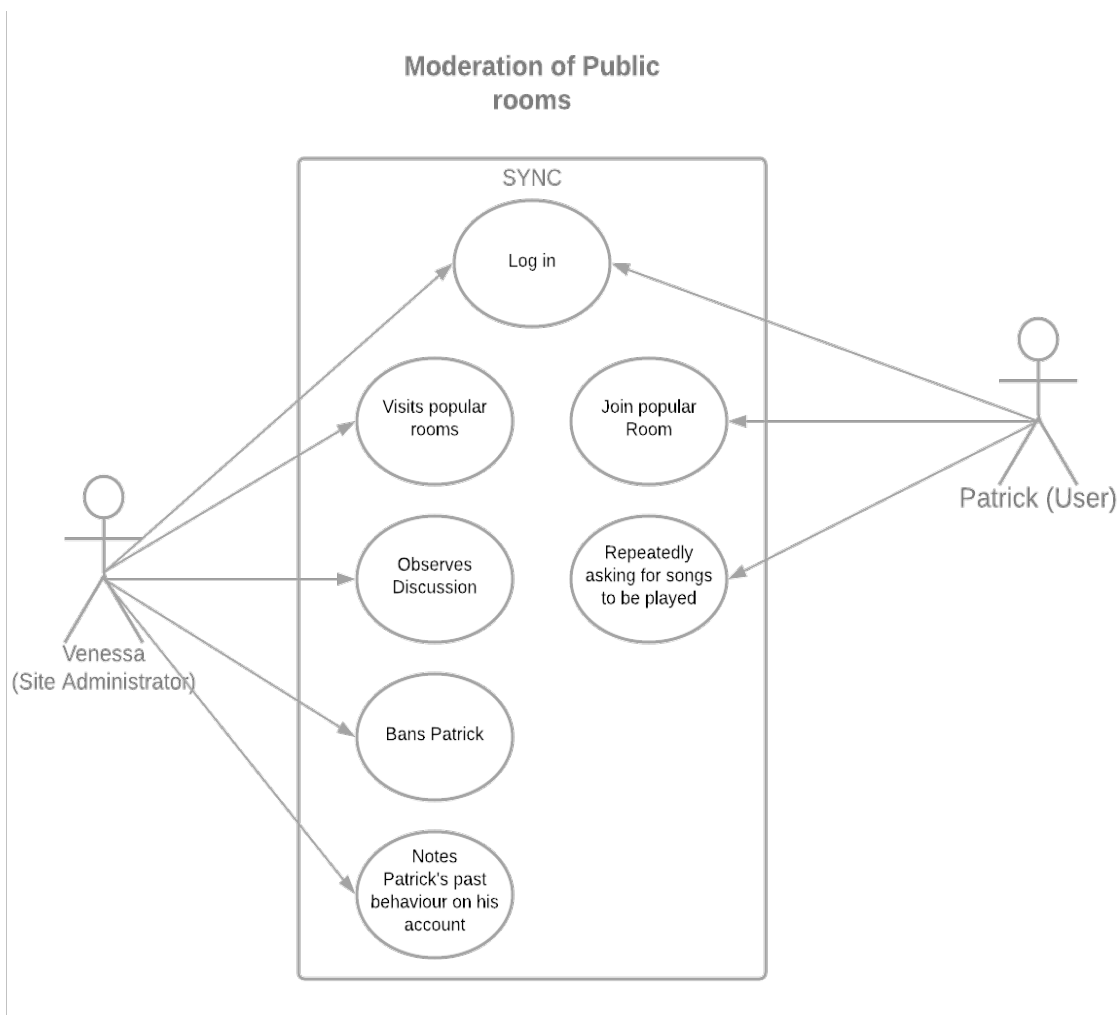 Moderation of Public
rooms
SYNC
Log in
Visits popular
rooms
Join popular
Room
Patrick (User)
Observes
Discussion
Repeatedly
asking for songs
to be played
Venessa
(Site Administrator)
Bans Patrick
Notes
Patrick's past
behaviour on his
account